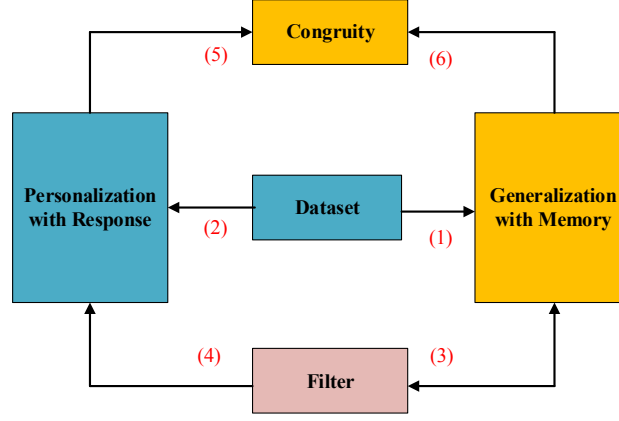 Congruity
(5)
(6)
Personalization
with Response
Dataset
Generalization
with Memory
(2)
(1)
(4)
(3)
Filter